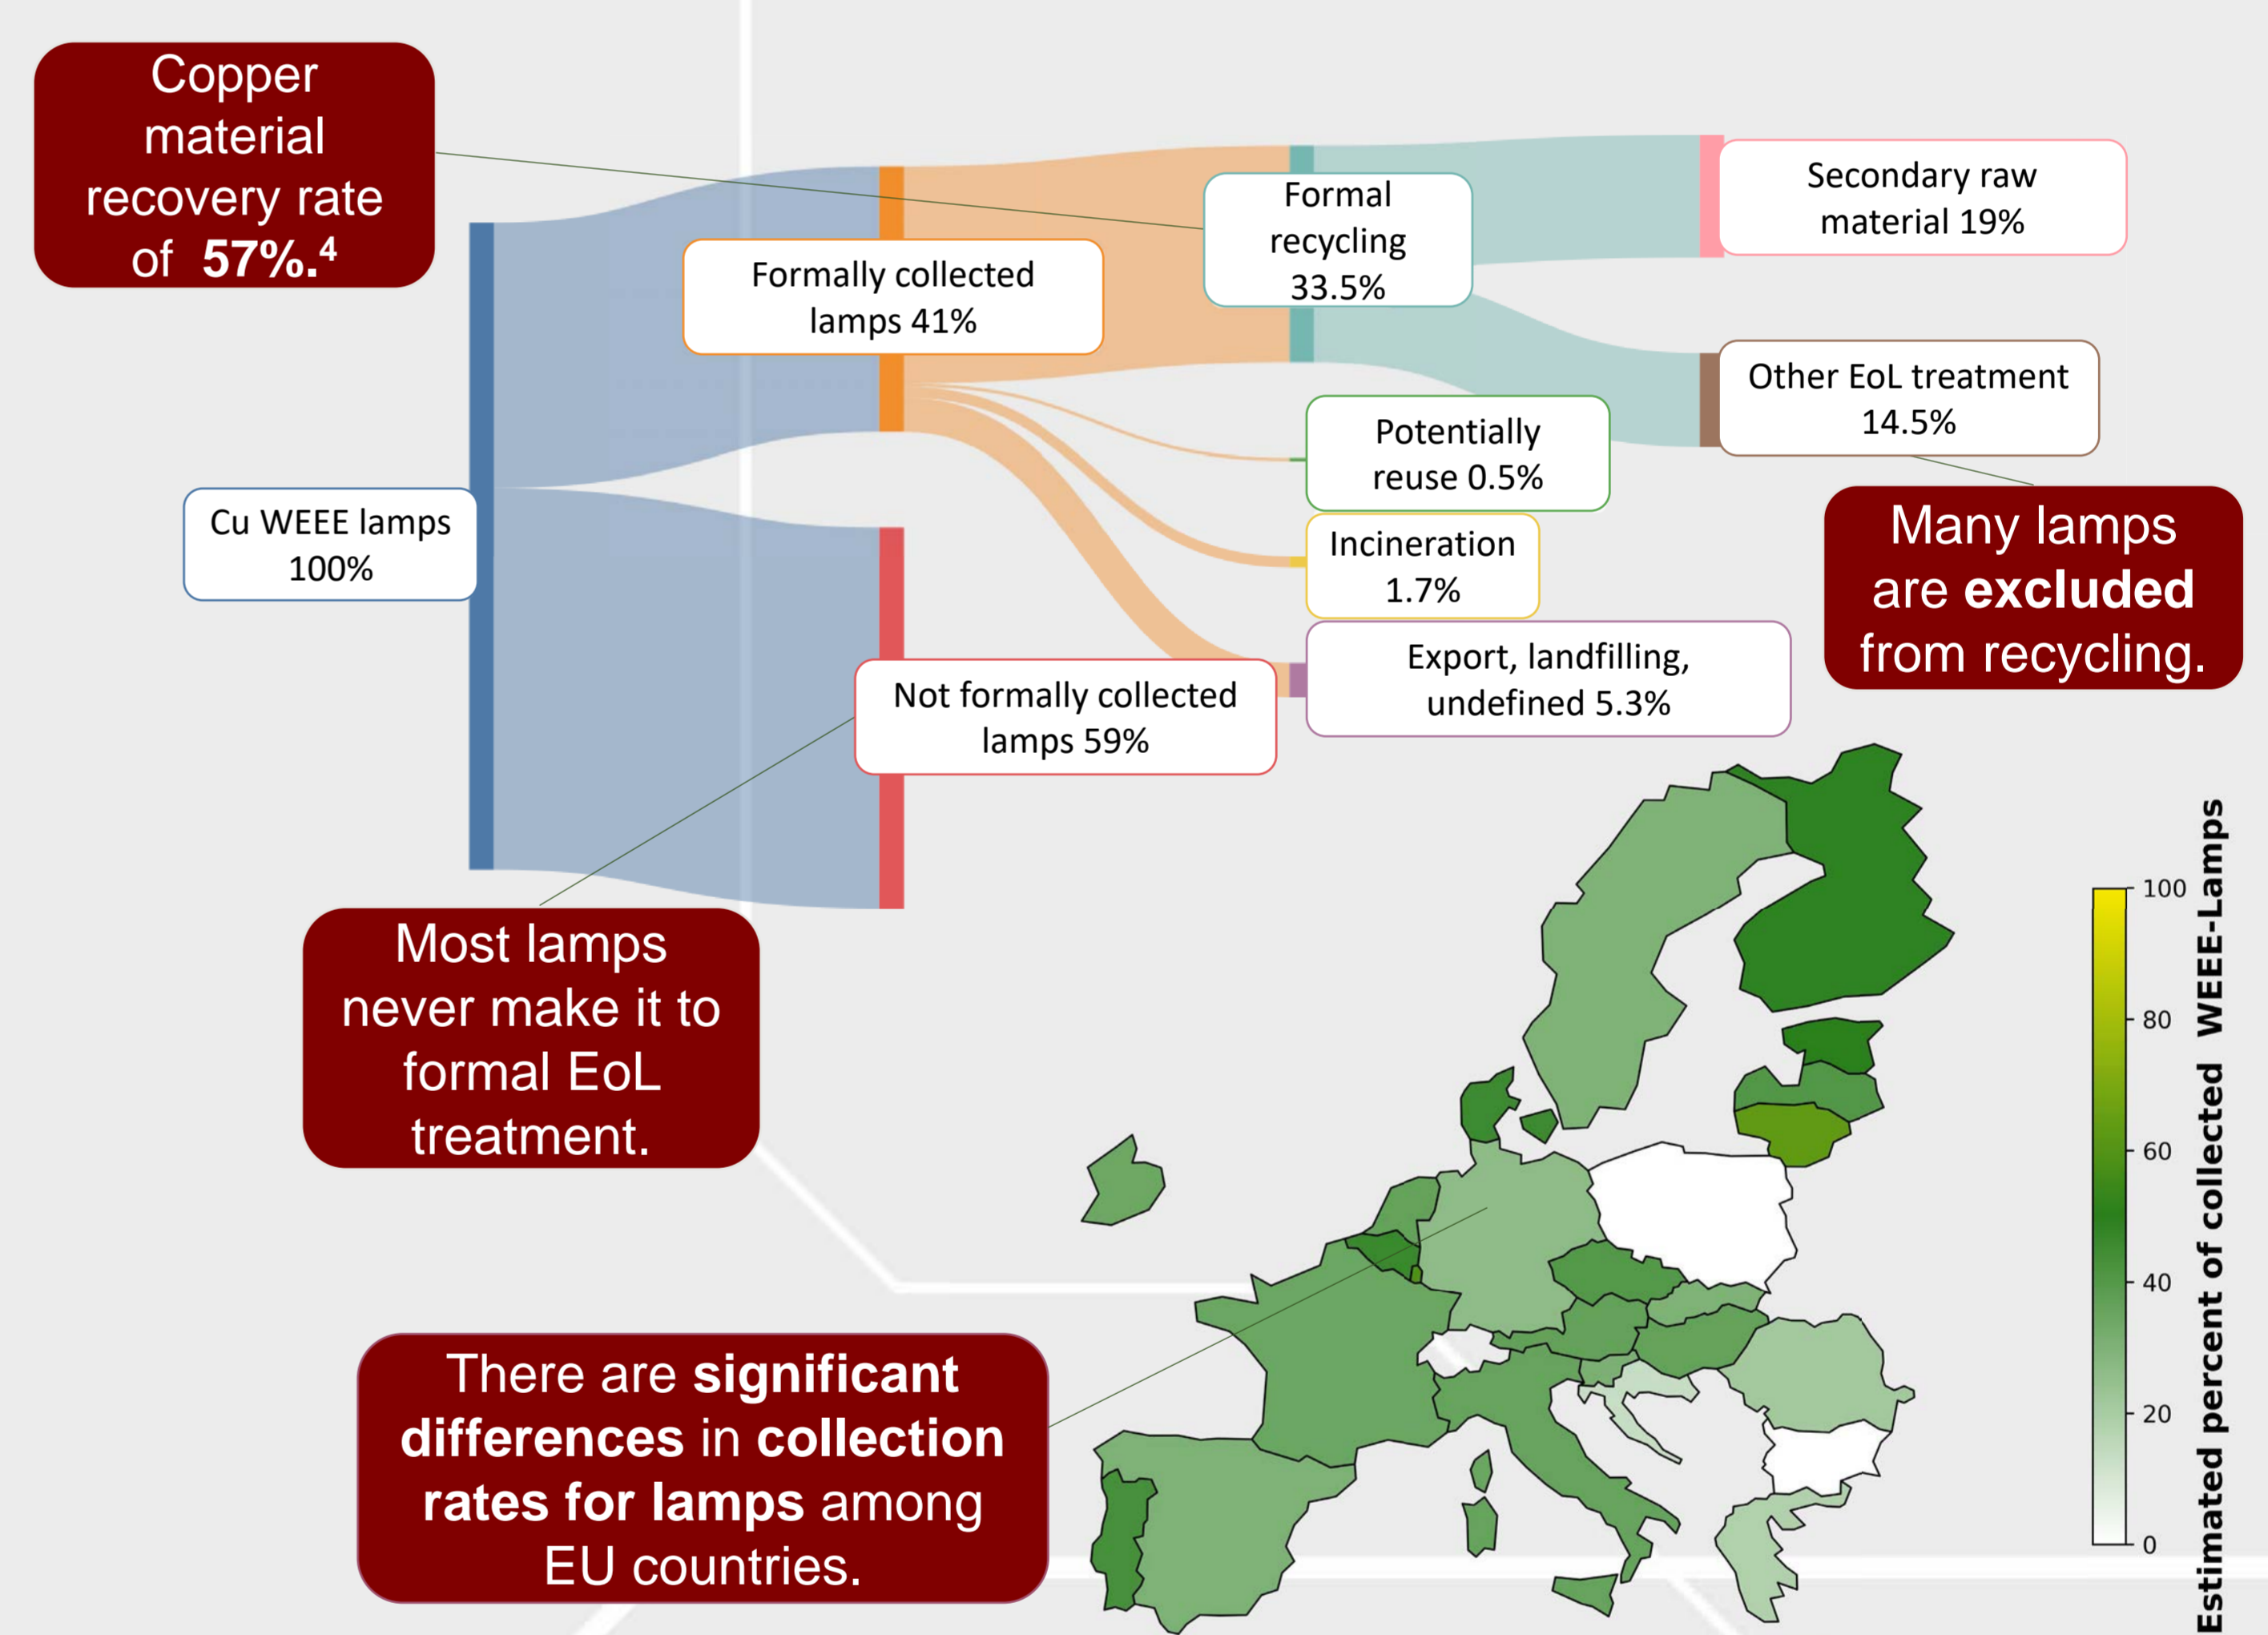 Copper
material
recovery rate
of 57%.⁴
Formally collected
lamps 41%
Formal
recycling
33.5%
Secondary raw
material 19%
Other EoL treatment
14.5%
Potentially
reuse 0.5%
Cu WEEE lamps
100%
Incineration
1.7%
Many lamps
are excluded
from recycling.
Export, landfilling,
undefined 5.3%
Not formally collected
lamps 59%
Most lamps
never make it to
formal EoL
treatment.
There are significant
differences in collection
rates for lamps among
EU countries.
100
80
60
40
20
0
Estimated percent of collected WEEE-Lamps